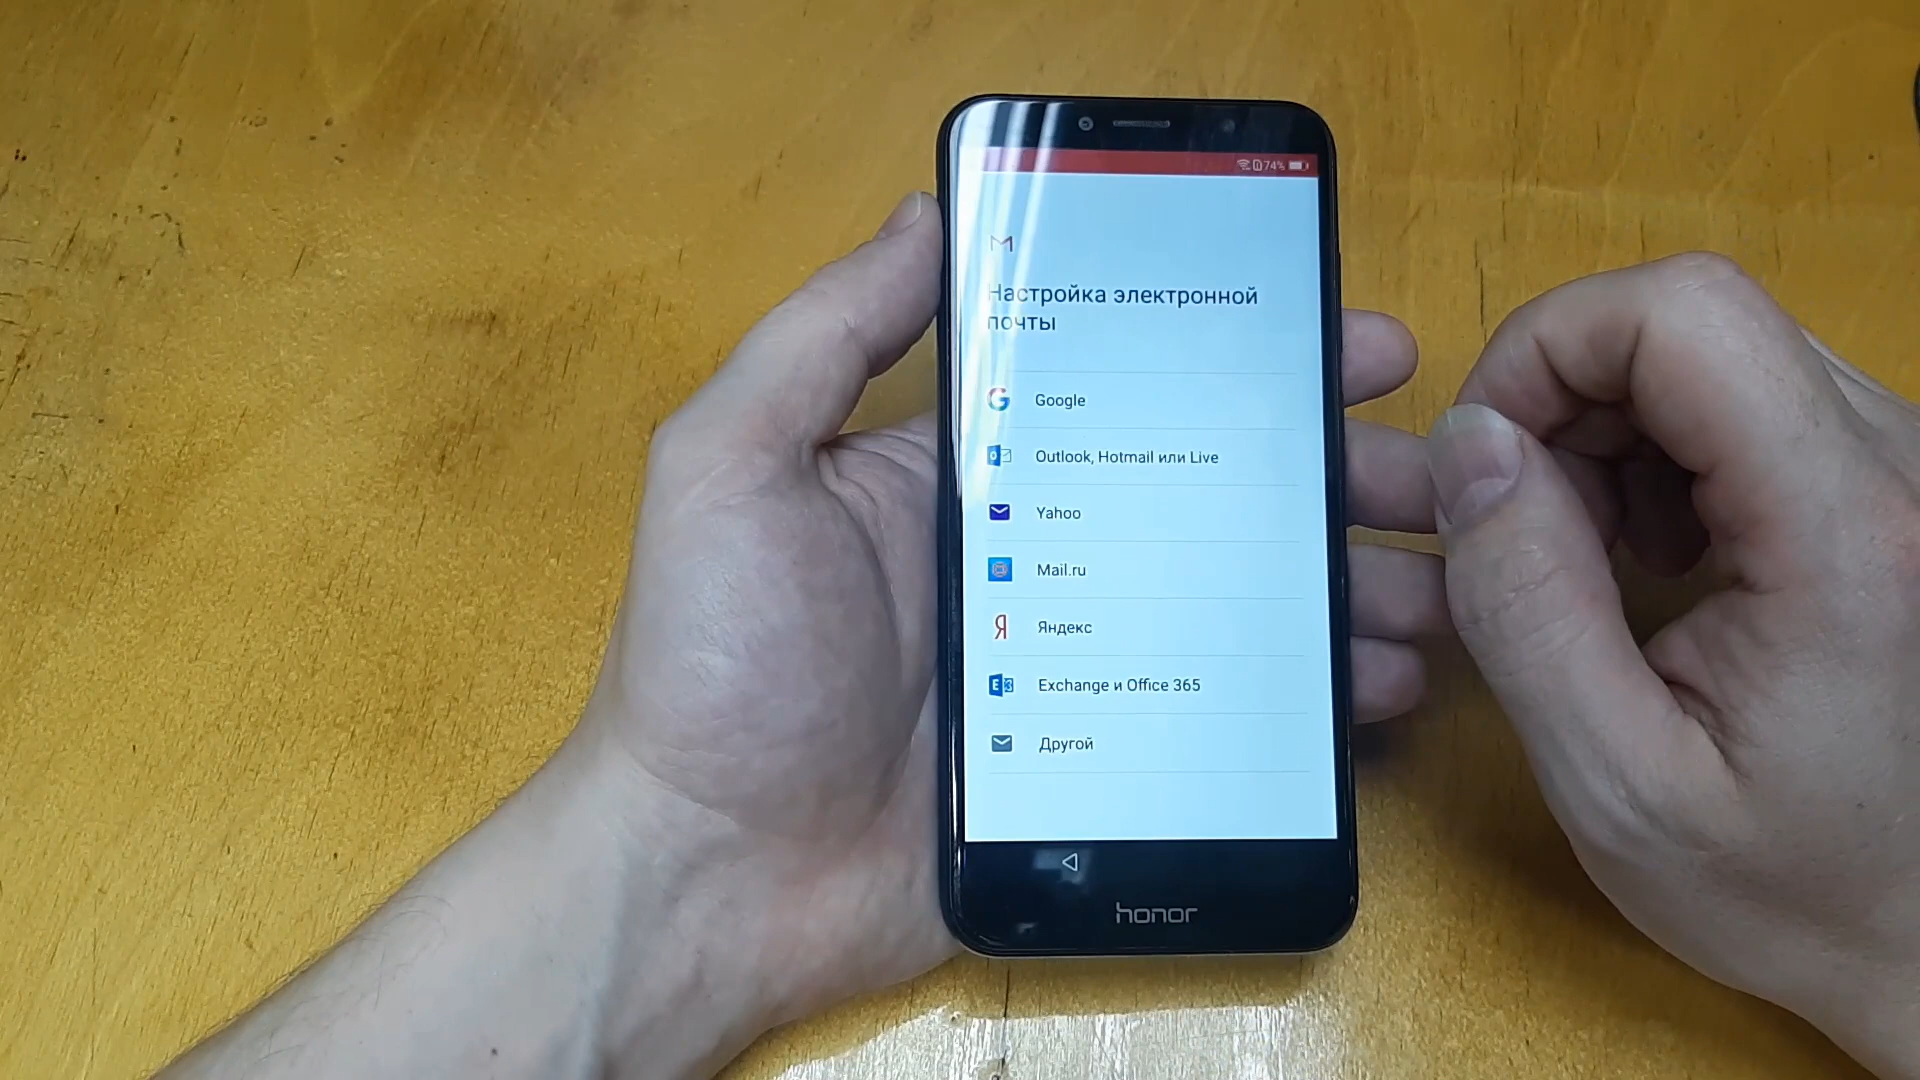 74%
Настройка электронной
почты
Google
Outlook, Hotmail или Live
Yahoo
Mail.ru
Яндекс
Exchange и Office 365
Другой
honor